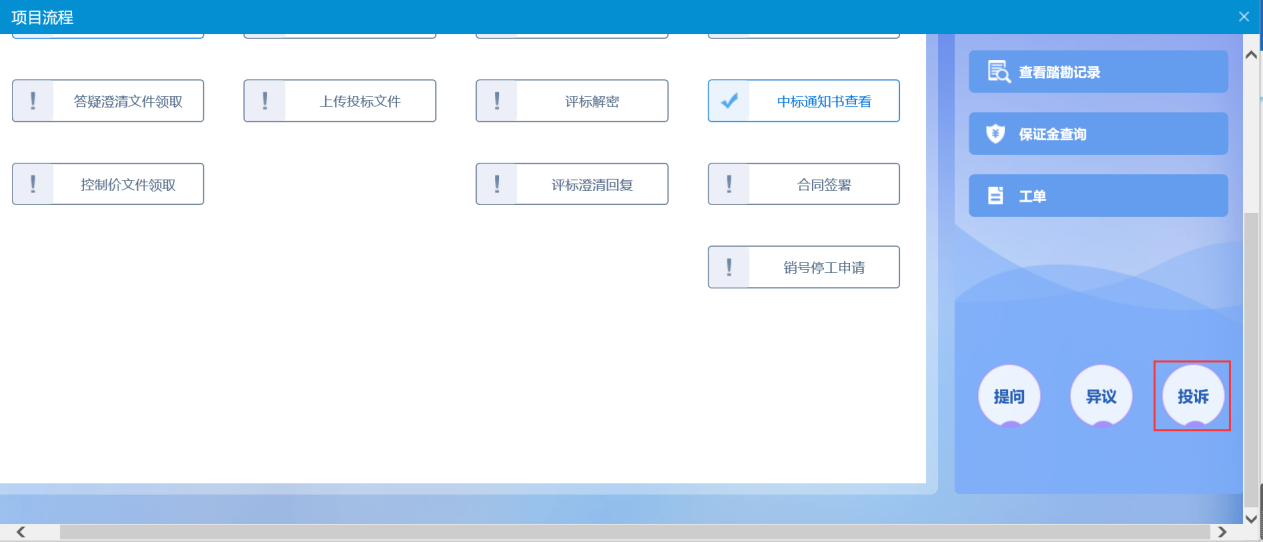 项目流程
答疑澄清文件领取
上传投标文件
评标解密
中标通知书查看
控制价文件领取
评标澄清回复
合同签署
销号停工申请
查看踏勘记录
保证金查询
工单
提问
异议
投诉